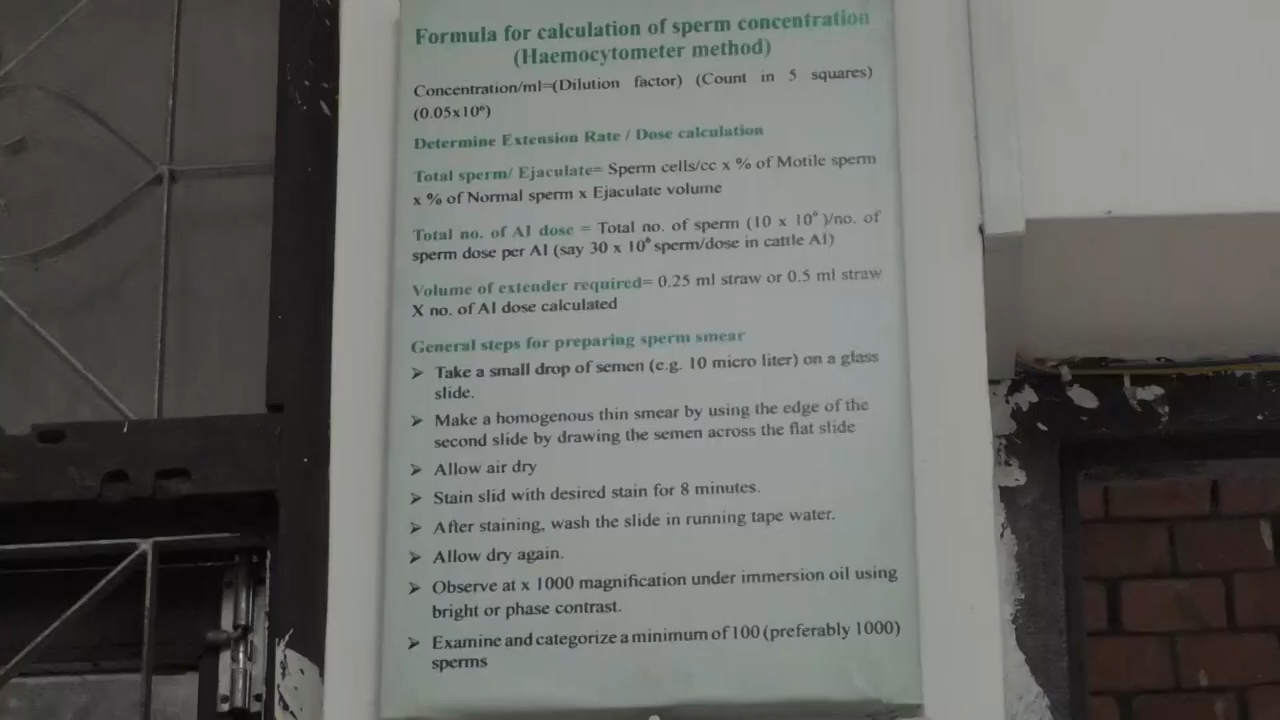 Formula for calculation of sperm concentration
(Haemocytometer method)
Concentration/ml=(Dilution factor) (Count in 5 squares)
(0.05x10⁶)
Determine Extension Rate / Dose calculation
Total sperm/ Ejaculate= Sperm cells/cc x % of Motile sperm
x % of Normal sperm x Ejaculate volume
Total no. of AI dose = Total no. of sperm (10 x 10⁶ )/no. of
sperm dose per AI (say 30 x 10⁶ sperm/dose in cattle AI)
Volume of extender required= 0.25 ml straw or 0.5 ml straw
X no. of AI dose calculated
General steps for preparing sperm smear
➢ Take a small drop of semen (e.g. 10 micro liter) on a glass
slide.
➢ Make a homogenous thin smear by using the edge of the
second slide by drawing the semen across the flat slide
➢ Allow air dry
➢ Stain slid with desired stain for 8 minutes.
➢ After staining, wash the slide in running tape water.
➢ Allow dry again.
➢ Observe at x 1000 magnification under immersion oil using
bright or phase contrast.
➢ Examine and categorize a minimum of 100 (preferably 1000)
sperms